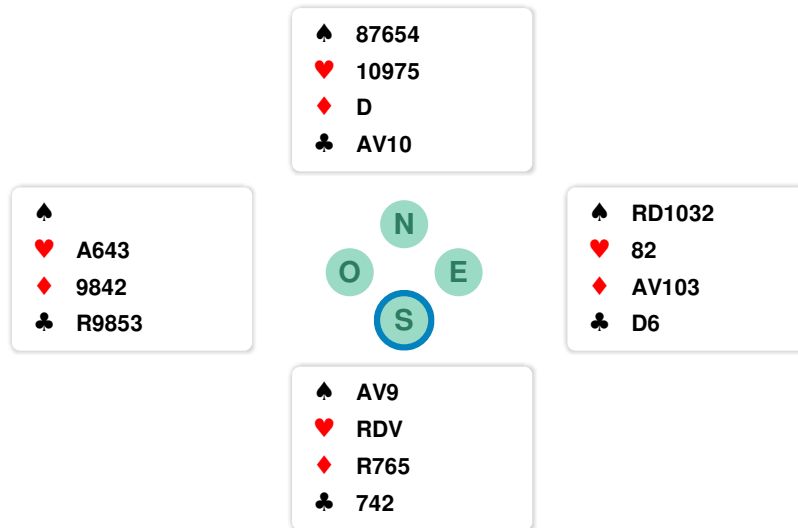 ♠ 87654
♥ 10975
♦ D
♣ AV10
♠
♥ A643
♦ 9842
♣ R9853
N
O E
S
♠ RD1032
♥ 82
♦ AV103
♣ D6
♠ AV9
♥ RDV
♦ R765
♣ 742